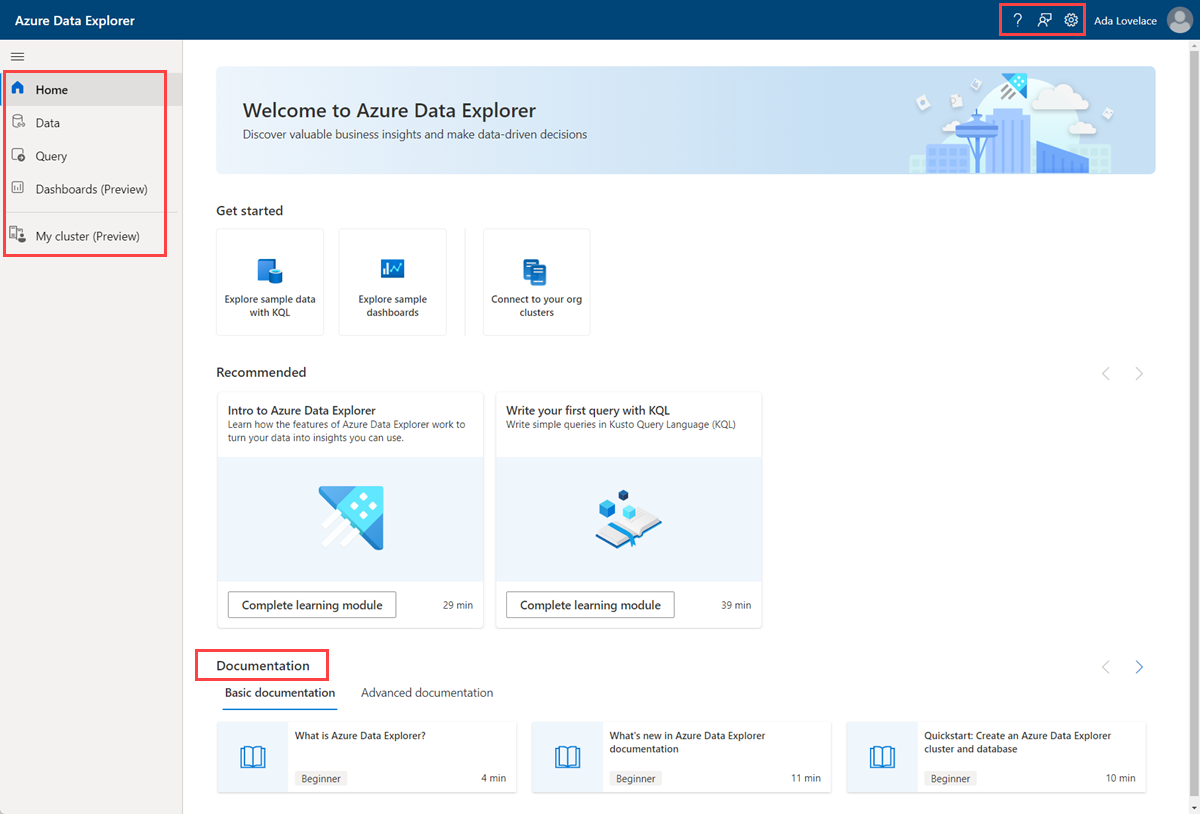 Azure Data Explorer
? Ada Lovelace
Home
Data
Query
Dashboards (Preview)
My cluster (Preview)
Welcome to Azure Data Explorer
Discover valuable business insights and make data-driven decisions
Get started
Explore sample data
with KQL
Explore sample
dashboards
Connect to your org
clusters
Recommended
Intro to Azure Data Explorer
Learn how the features of Azure Data Explorer work to
turn your data into insights you can use.
Complete learning module
29 min
Write your first query with KQL
Write simple queries in Kusto Query Language (KQL)
Complete learning module
39 min
Documentation
Basic documentation
Advanced documentation
What is Azure Data Explorer?
Beginner
4 min
What's new in Azure Data Explorer
documentation
Beginner
11 min
Quickstart: Create an Azure Data Explorer
cluster and database
Beginner
10 min